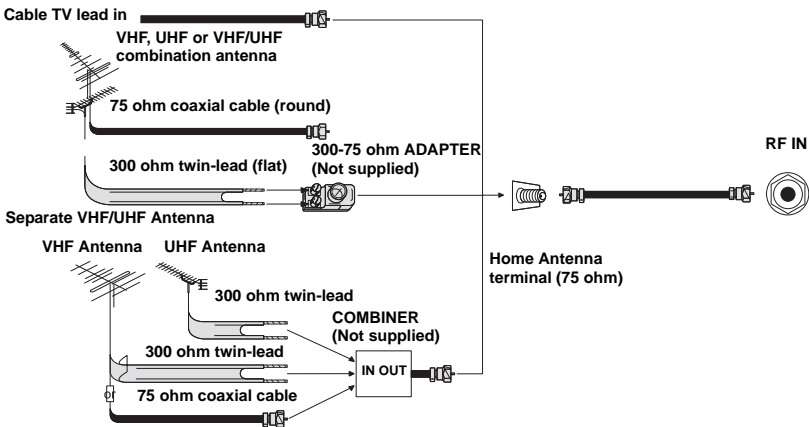 Cable TV lead in
VHF, UHF or VHF/UHF
combination antenna
75 ohm coaxial cable (round)
300-75 ohm ADAPTER
(Not supplied)
RF IN
300 ohm twin-lead (flat)
Separate VHF/UHF Antenna
VHF Antenna
UHF Antenna
Home Antenna
terminal (75 ohm)
300 ohm twin-lead
COMBINER
(Not supplied)
300 ohm twin-lead
IN OUT
or
75 ohm coaxial cable